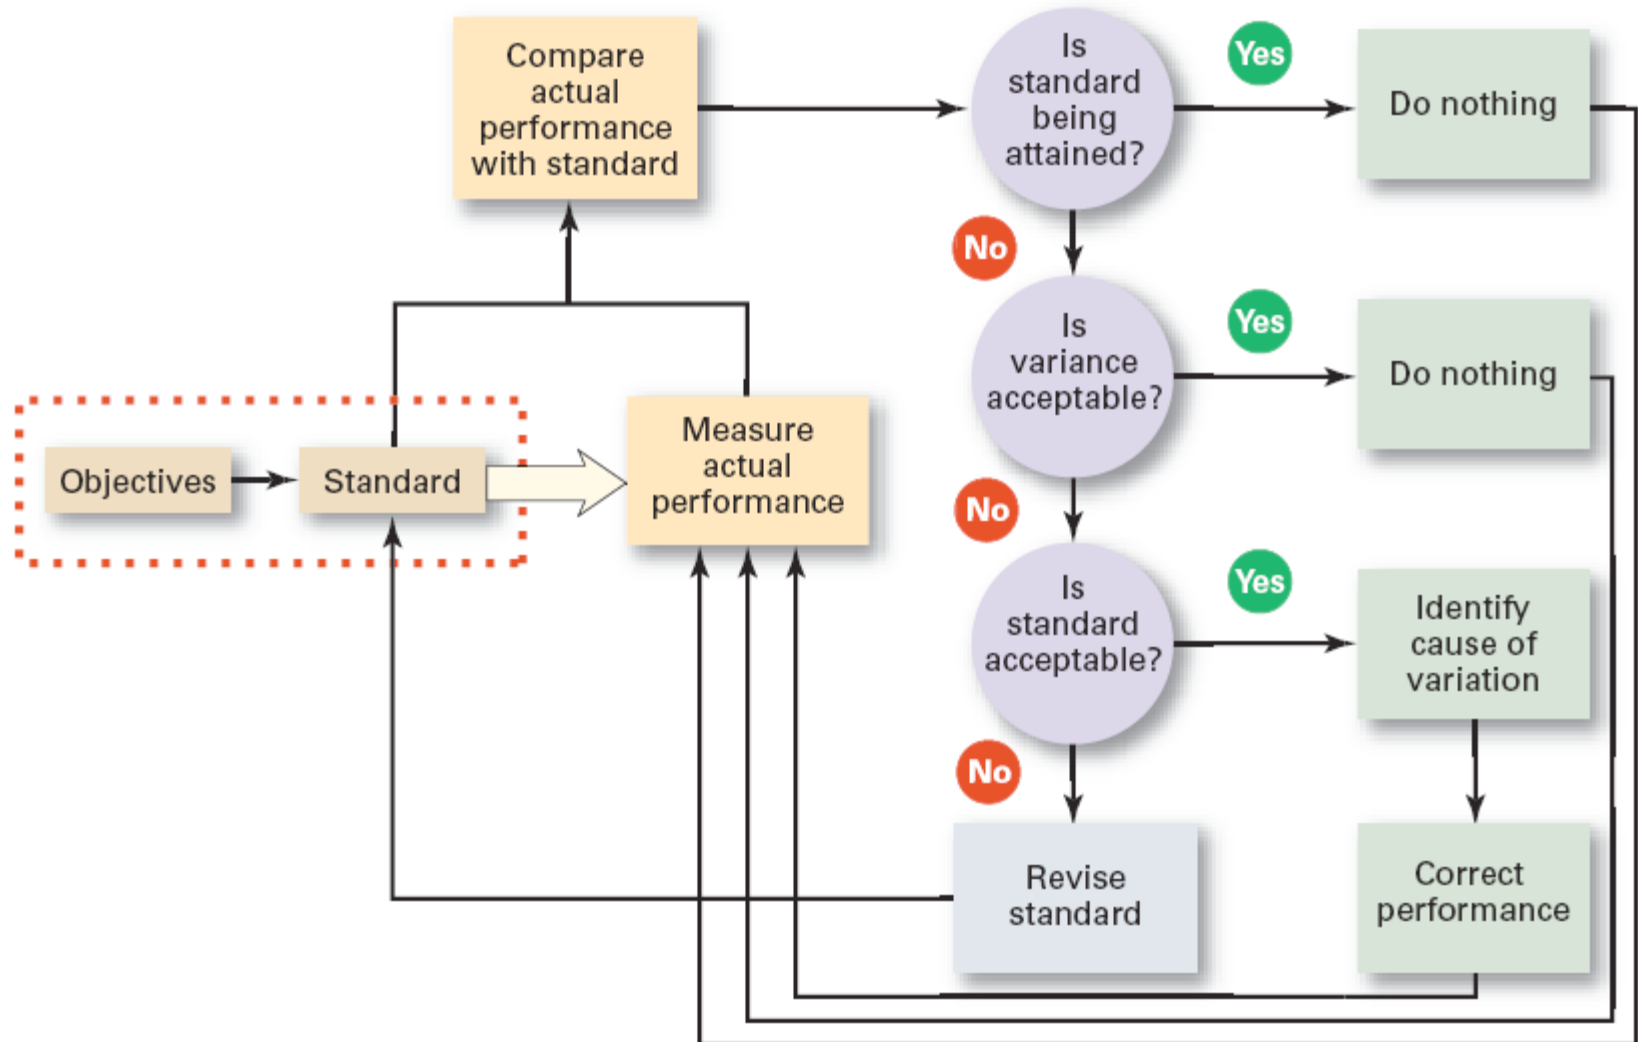 Compare
actual
performance
with standard
Is
standard
being
attained?
Yes
Do nothing
No
Is
variance
acceptable?
Yes
Do nothing
Objectives
Standard
Measure
actual
performance
No
Is
standard
acceptable?
Yes
Identify
cause of
variation
No
Revise
standard
Correct
performance